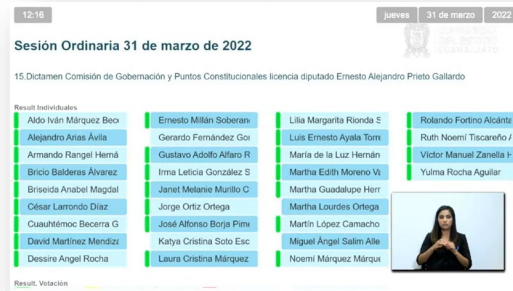 12:16
jueves
31 de marzo
2022
Sesión Ordinaria 31 de marzo de 2022
15.Dictamen Comisión de Gobernación y Puntos Constitucionales licencia diputado Ernesto Alejandro Prieto Gallardo
Result Individuales
Aldo Iván Márquez Bec
Alejandro Arias Ávila
Armando Rangel Herná
Bricio Balderas Álvarez
Briseida Anabel Magdal
César Larrondo Díaz
Cuauhtémoc Becerra G
David Martínez Mendiz
Dessire Angel Rocha
Ernesto Millán Soberan
Gerardo Fernández Go
Gustavo Adolfo Alfaro R
Irma Leticia González S
Janet Melanie Murillo C
Jorge Ortiz Ortega
José Alfonso Borja Pim
Katya Cristina Soto Esc
Laura Cristina Márquez
Lilia Margarita Rionda S
Luis Ernesto Ayala Torr
María de la Luz Hernán
Martha Edith Moreno Va
Martha Guadalupe Herr
Martha Lourdes Ortega
Martín López Camacho
Miguel Ángel Salim Alle
Noemí Márquez Márqu
Rolando Fortino Alcánt
Ruth Noemí Tiscareño
Víctor Manuel Zanella H
Yulma Rocha Aguilar
Result. Votación